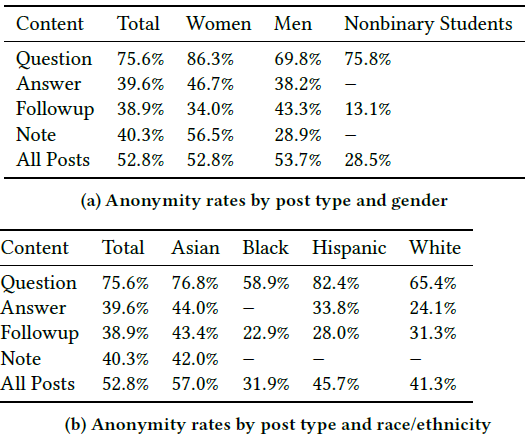 Content Total Women Men Nonbinary Students
Question 75.6% 86.3% 69.8% 75.8%
Answer 39.6% 46.7% 38.2% –
Followup 38.9% 34.0% 43.3% 13.1%
Note 40.3% 56.5% 28.9% –
All Posts 52.8% 52.8% 53.7% 28.5%
(a) Anonymity rates by post type and gender
Content Total Asian Black Hispanic White
Question 75.6% 76.8% 58.9% 82.4% 65.4%
Answer 39.6% 44.0% – 33.8% 24.1%
Followup 38.9% 43.4% 22.9% 28.0% 31.3%
Note 40.3% 42.0% – – –
All Posts 52.8% 57.0% 31.9% 45.7% 41.3%
(b) Anonymity rates by post type and race/ethnicity